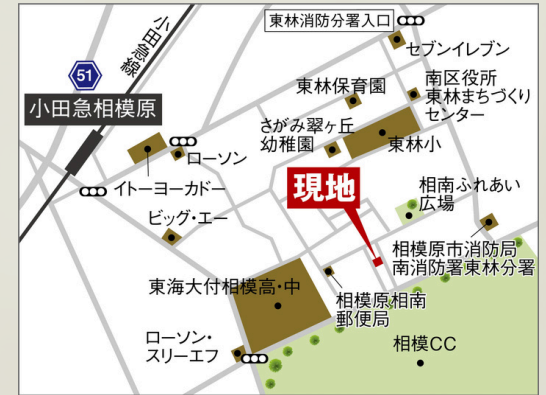 東林消防分署入口
小田急線
セブンイレブン
51
南区役所
東林まちづくり
センター
東林保育園
小田急相模原
さがみ翠ヶ丘
幼稚園
東林小
ローソン
イトーヨーカドー
現地
相南ふれあい
広場
ビッグ・エー
相模原市消防局
南消防署東林分署
東海大付相模高・中
相模原相南
郵便局
ローソン・
スリーエフ
相模CC